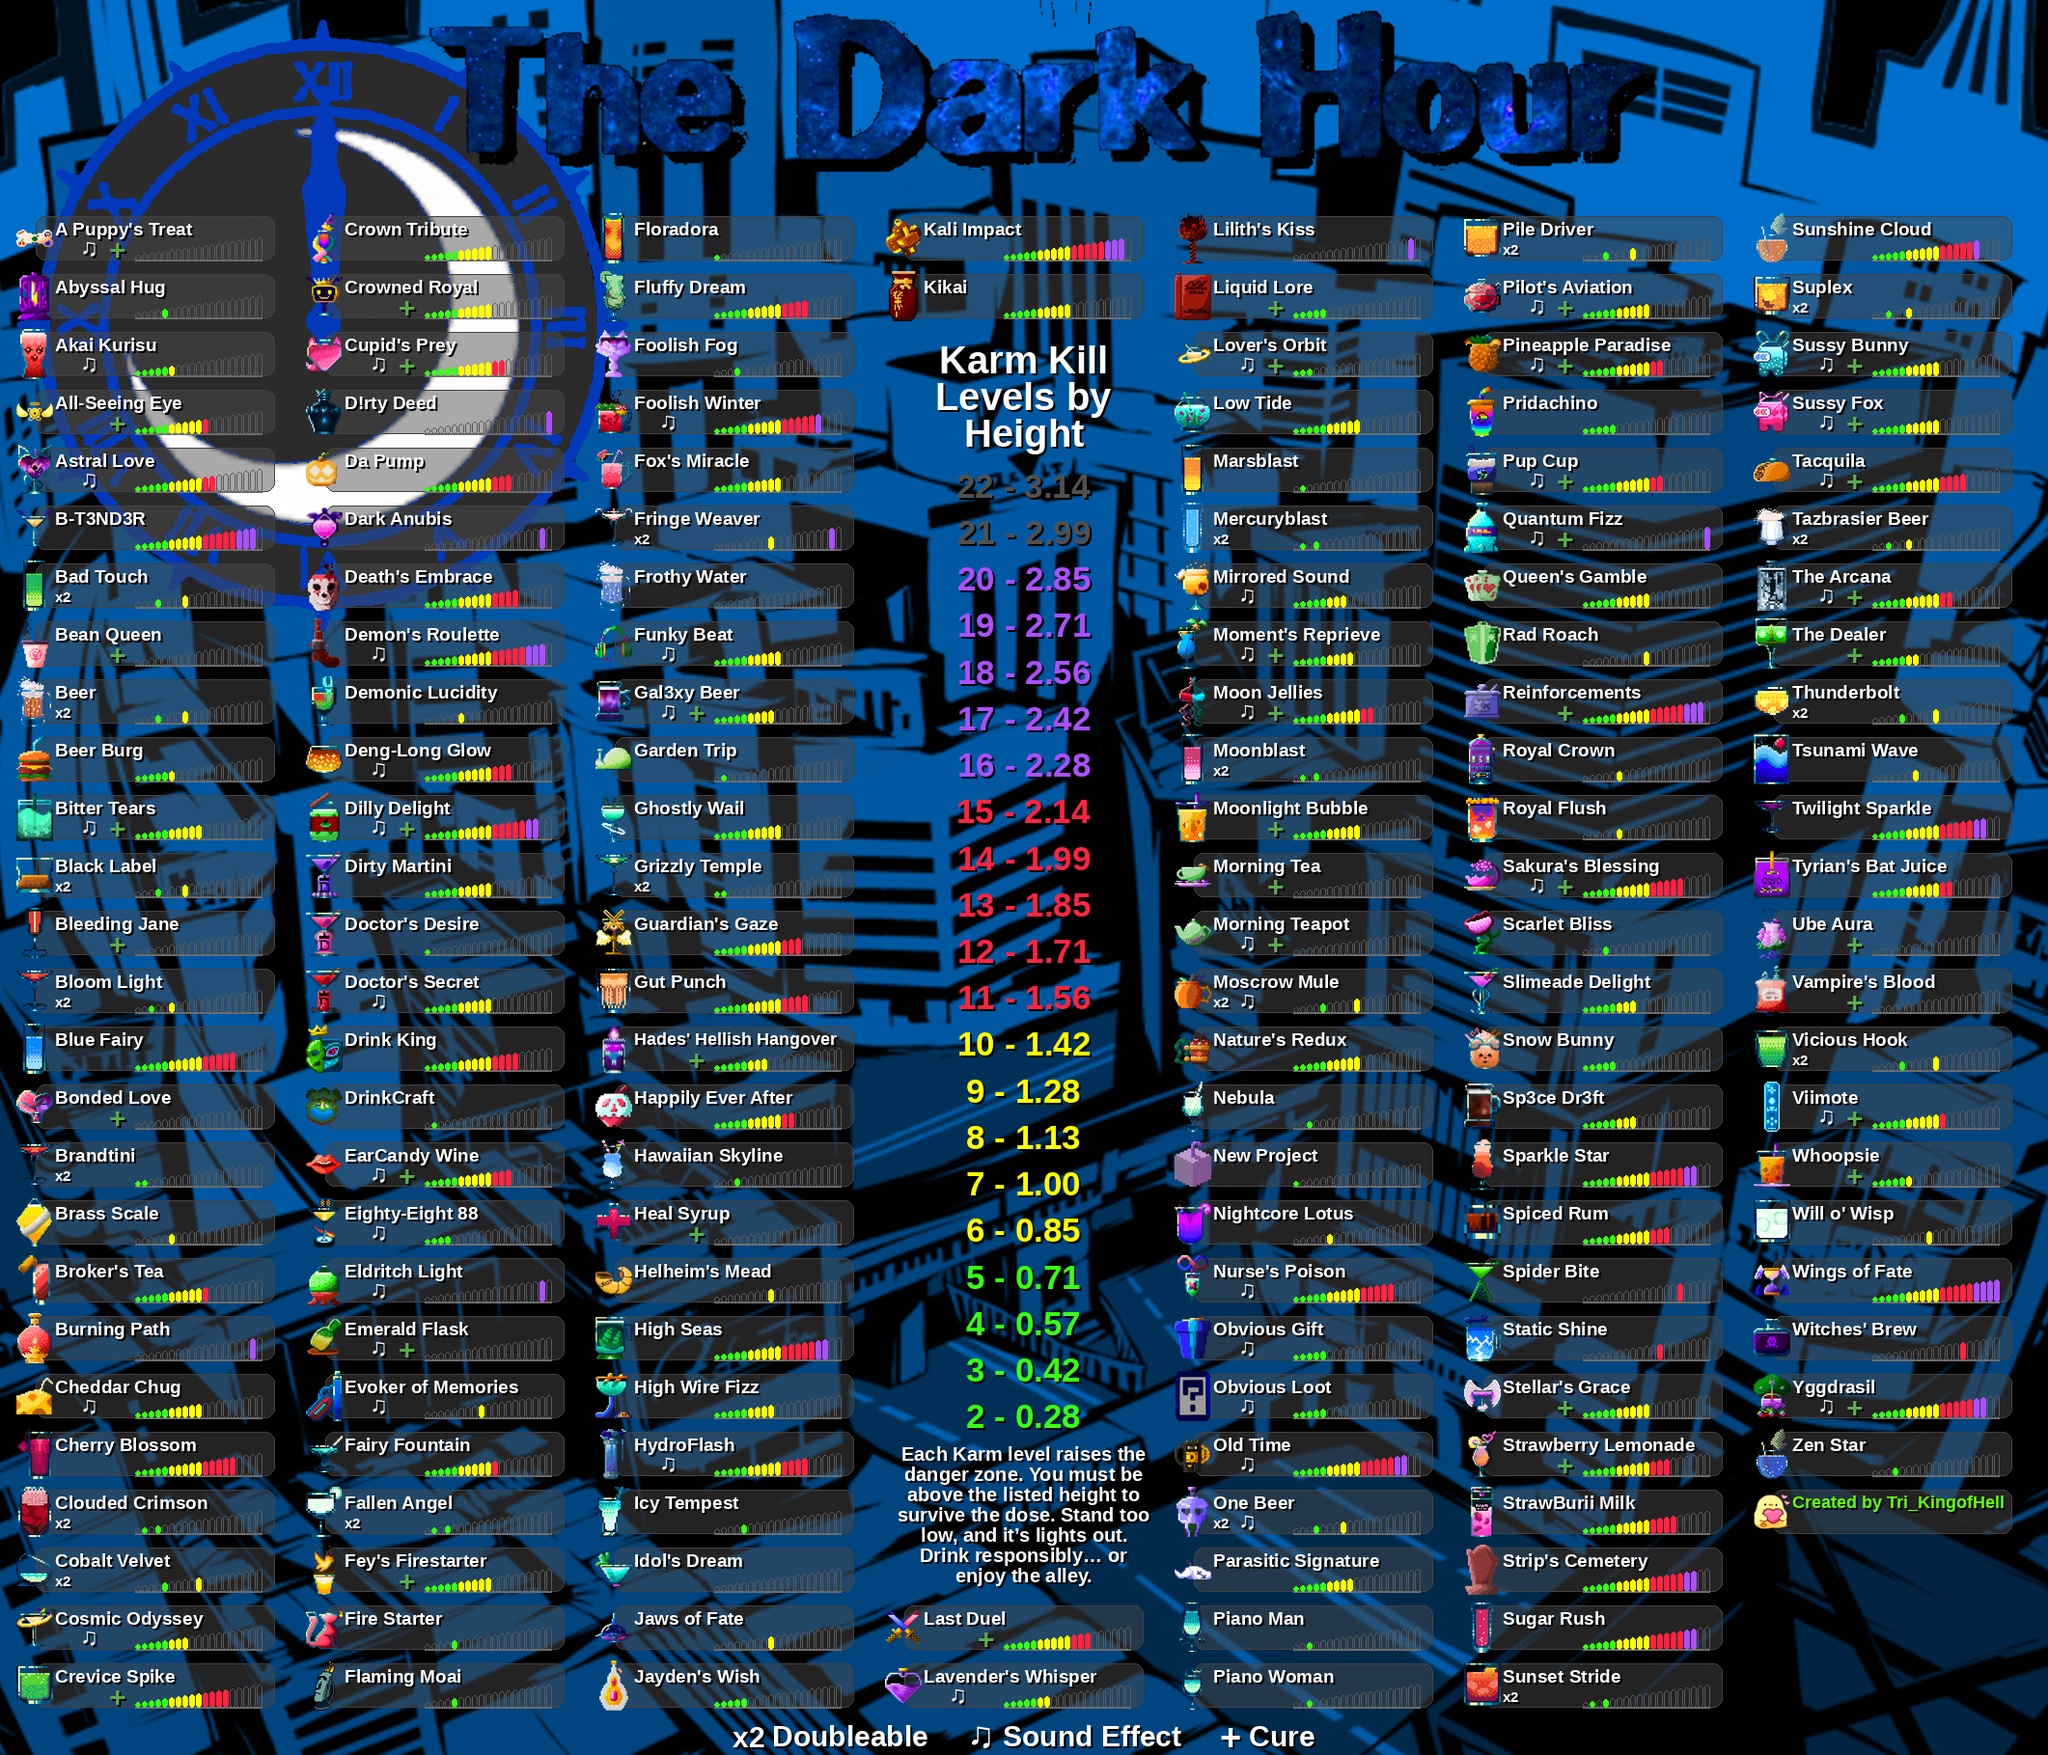 The Dark Hour
XII
XI
I
X
II
A Puppy's Treat
♫ +
Abyssal Hug
Akai Kurisu
♫
All-Seeing Eye
+
Astral Love
♫
B-T3ND3R
Bad Touch
x2
Bean Queen
+
Beer
x2
Beer Burg
Bitter Tears
♫ +
Black Label
x2
Bleeding Jane
+
Bloom Light
x2
Blue Fairy
Bonded Love
+
Brandtini
x2
Brass Scale
Broker's Tea
Burning Path
Cheddar Chug
♫
Cherry Blossom
Clouded Crimson
x2
Cobalt Velvet
x2
Cosmic Odyssey
♫
Crevice Spike
+
Crown Tribute
Crowned Royal
+
Cupid's Prey
♫ +
D!rty Deed
Da Pump
Dark Anubis
Death's Embrace
Demon's Roulette
♫
Demonic Lucidity
Deng-Long Glow
♫
Dilly Delight
♫ +
Dirty Martini
Doctor's Desire
Doctor's Secret
♫
Drink King
DrinkCraft
EarCandy Wine
♫ +
Eighty-Eight 88
♫
Eldritch Light
♫
Emerald Flask
♫ +
Evoker of Memories
♫
Fairy Fountain
Fallen Angel
x2
Fey's Firestarter
+
Fire Starter
Flaming Moai
Floradora
Fluffy Dream
Foolish Fog
Foolish Winter
♫
Fox's Miracle
Fringe Weaver
x2
Frothy Water
Funky Beat
♫
Gal3xy Beer
♫ +
Garden Trip
Ghostly Wail
Grizzly Temple
x2
Guardian's Gaze
Gut Punch
Hades' Hellish Hangover
+
Happily Ever After
Hawaiian Skyline
Heal Syrup
+
Helheim's Mead
High Seas
High Wire Fizz
HydroFlash
♫
Icy Tempest
Idol's Dream
Jaws of Fate
Jayden's Wish
Kali Impact
Kikai
Karm Kill
Levels by
Height
22 - 3.14
21 - 2.99
20 - 2.85
19 - 2.71
18 - 2.56
17 - 2.42
16 - 2.28
15 - 2.14
14 - 1.99
13 - 1.85
12 - 1.71
11 - 1.56
10 - 1.42
9 - 1.28
8 - 1.13
7 - 1.00
6 - 0.85
5 - 0.71
4 - 0.57
3 - 0.42
2 - 0.28
Each Karm level raises the
danger zone. You must be
above the listed height to
survive the dose. Stand too
low, and it's lights out.
Drink responsibly... or
enjoy the alley.
Last Duel
+
Lavender's Whisper
♫
Lilith's Kiss
Liquid Lore
+
Lover's Orbit
♫ +
Low Tide
Marsblast
Mercuryblast
x2
Mirrored Sound
♫
Moment's Reprieve
♫ +
Moon Jellies
♫ +
Moonblast
x2
Moonlight Bubble
+
Morning Tea
+
Morning Teapot
♫ +
Moscrow Mule
x2 ♫
Nature's Redux
Nebula
New Project
Nightcore Lotus
Nurse's Poison
♫
Obvious Gift
♫
Obvious Loot
♫
Old Time
♫
One Beer
x2 ♫
Parasitic Signature
Piano Man
Piano Woman
Pile Driver
x2
Pilot's Aviation
♫ +
Pineapple Paradise
♫ +
Pridachino
Pup Cup
♫ +
Quantum Fizz
♫ +
Queen's Gamble
Rad Roach
Reinforcements
+
Royal Crown
Royal Flush
Sakura's Blessing
♫ +
Scarlet Bliss
Slimeade Delight
Snow Bunny
Sp3ce Dr3ft
Sparkle Star
Spiced Rum
Spider Bite
Static Shine
Stellar's Grace
+
Strawberry Lemonade
+
StrawBurii Milk
Strip's Cemetery
Sugar Rush
Sunset Stride
x2
Sunshine Cloud
Suplex
x2
Sussy Bunny
♫ +
Sussy Fox
♫ +
Tacquila
♫ +
Tazbrasier Beer
x2
The Arcana
♫ +
The Dealer
+
Thunderbolt
x2
Tsunami Wave
Twilight Sparkle
Tyrian's Bat Juice
Ube Aura
+
Vampire's Blood
+
Vicious Hook
x2
Viimote
♫ +
Whoopsie
Will o' Wisp
Wings of Fate
Witches' Brew
Yggdrasil
♫ +
Zen Star
Created by Tri_KingofHell
x2 Doubleable ♫ Sound Effect + Cure